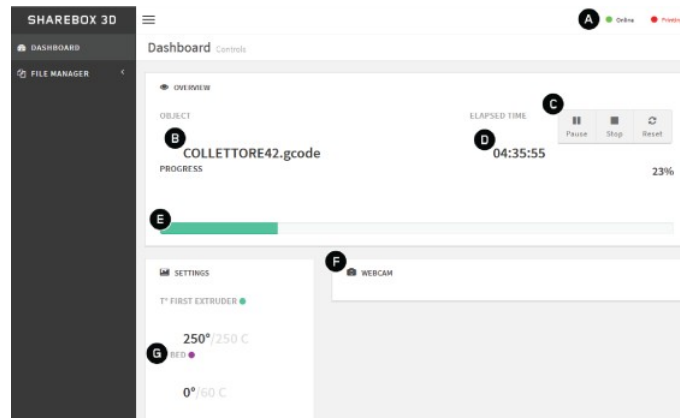 SHAREBOX 3D
A Online Printing
DASHBOARD
Dashboard Controls
FILE MANAGER
OVERVIEW
OBJECT
ELAPSED TIME
C
Pause Stop Reset
B
COLLETTORE42.gcode
D
04:35:55
PROGRESS
23%
E
F
SETTINGS
WEBCAM
T° FIRST EXTRUDER
250°/250 C
G
BED
0°/60 C